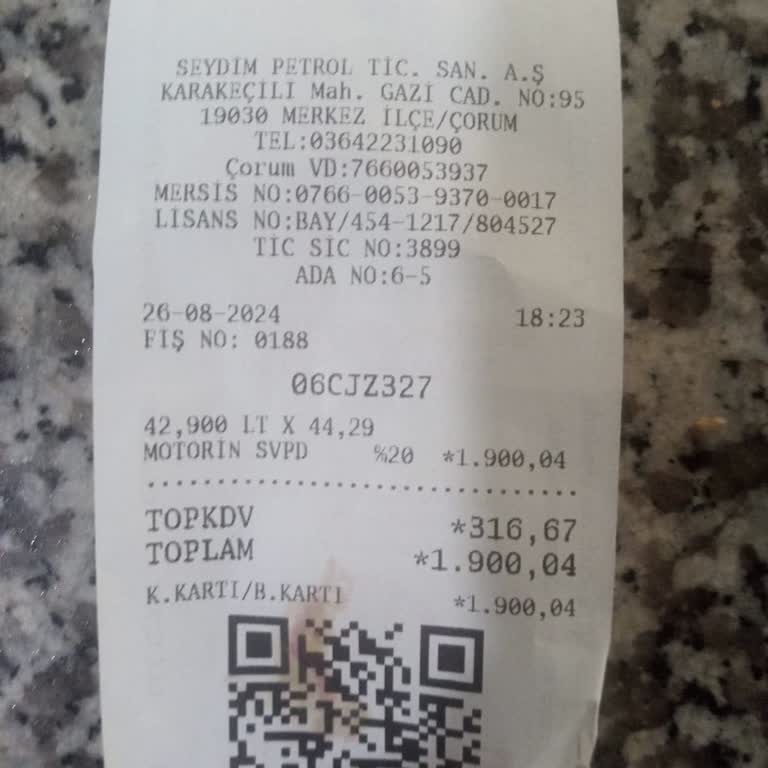 SEYDİM PETROL TİC. SAN. A.Ş
KARAKEÇİLİ Mah. GAZİ CAD. NO:95
19030 MERKEZ İLÇE/ÇORUM
TEL:03642231090
Çorum VD:7660053937
MERSİS NO:0766-0053-9370-0017
LİSANS NO:BAY/454-1217/804527
TİC SİC NO:3899
ADA NO:6-5
26-08-2024 18:23
FİŞ NO: 0188
06CJZ327
42,900 LT X 44,29
MOTORİN SVPD %20 *1.900,04
TOPKDV *316,67
TOPLAM *1.900,04
K.KARTI/B.KARTI *1.900,04